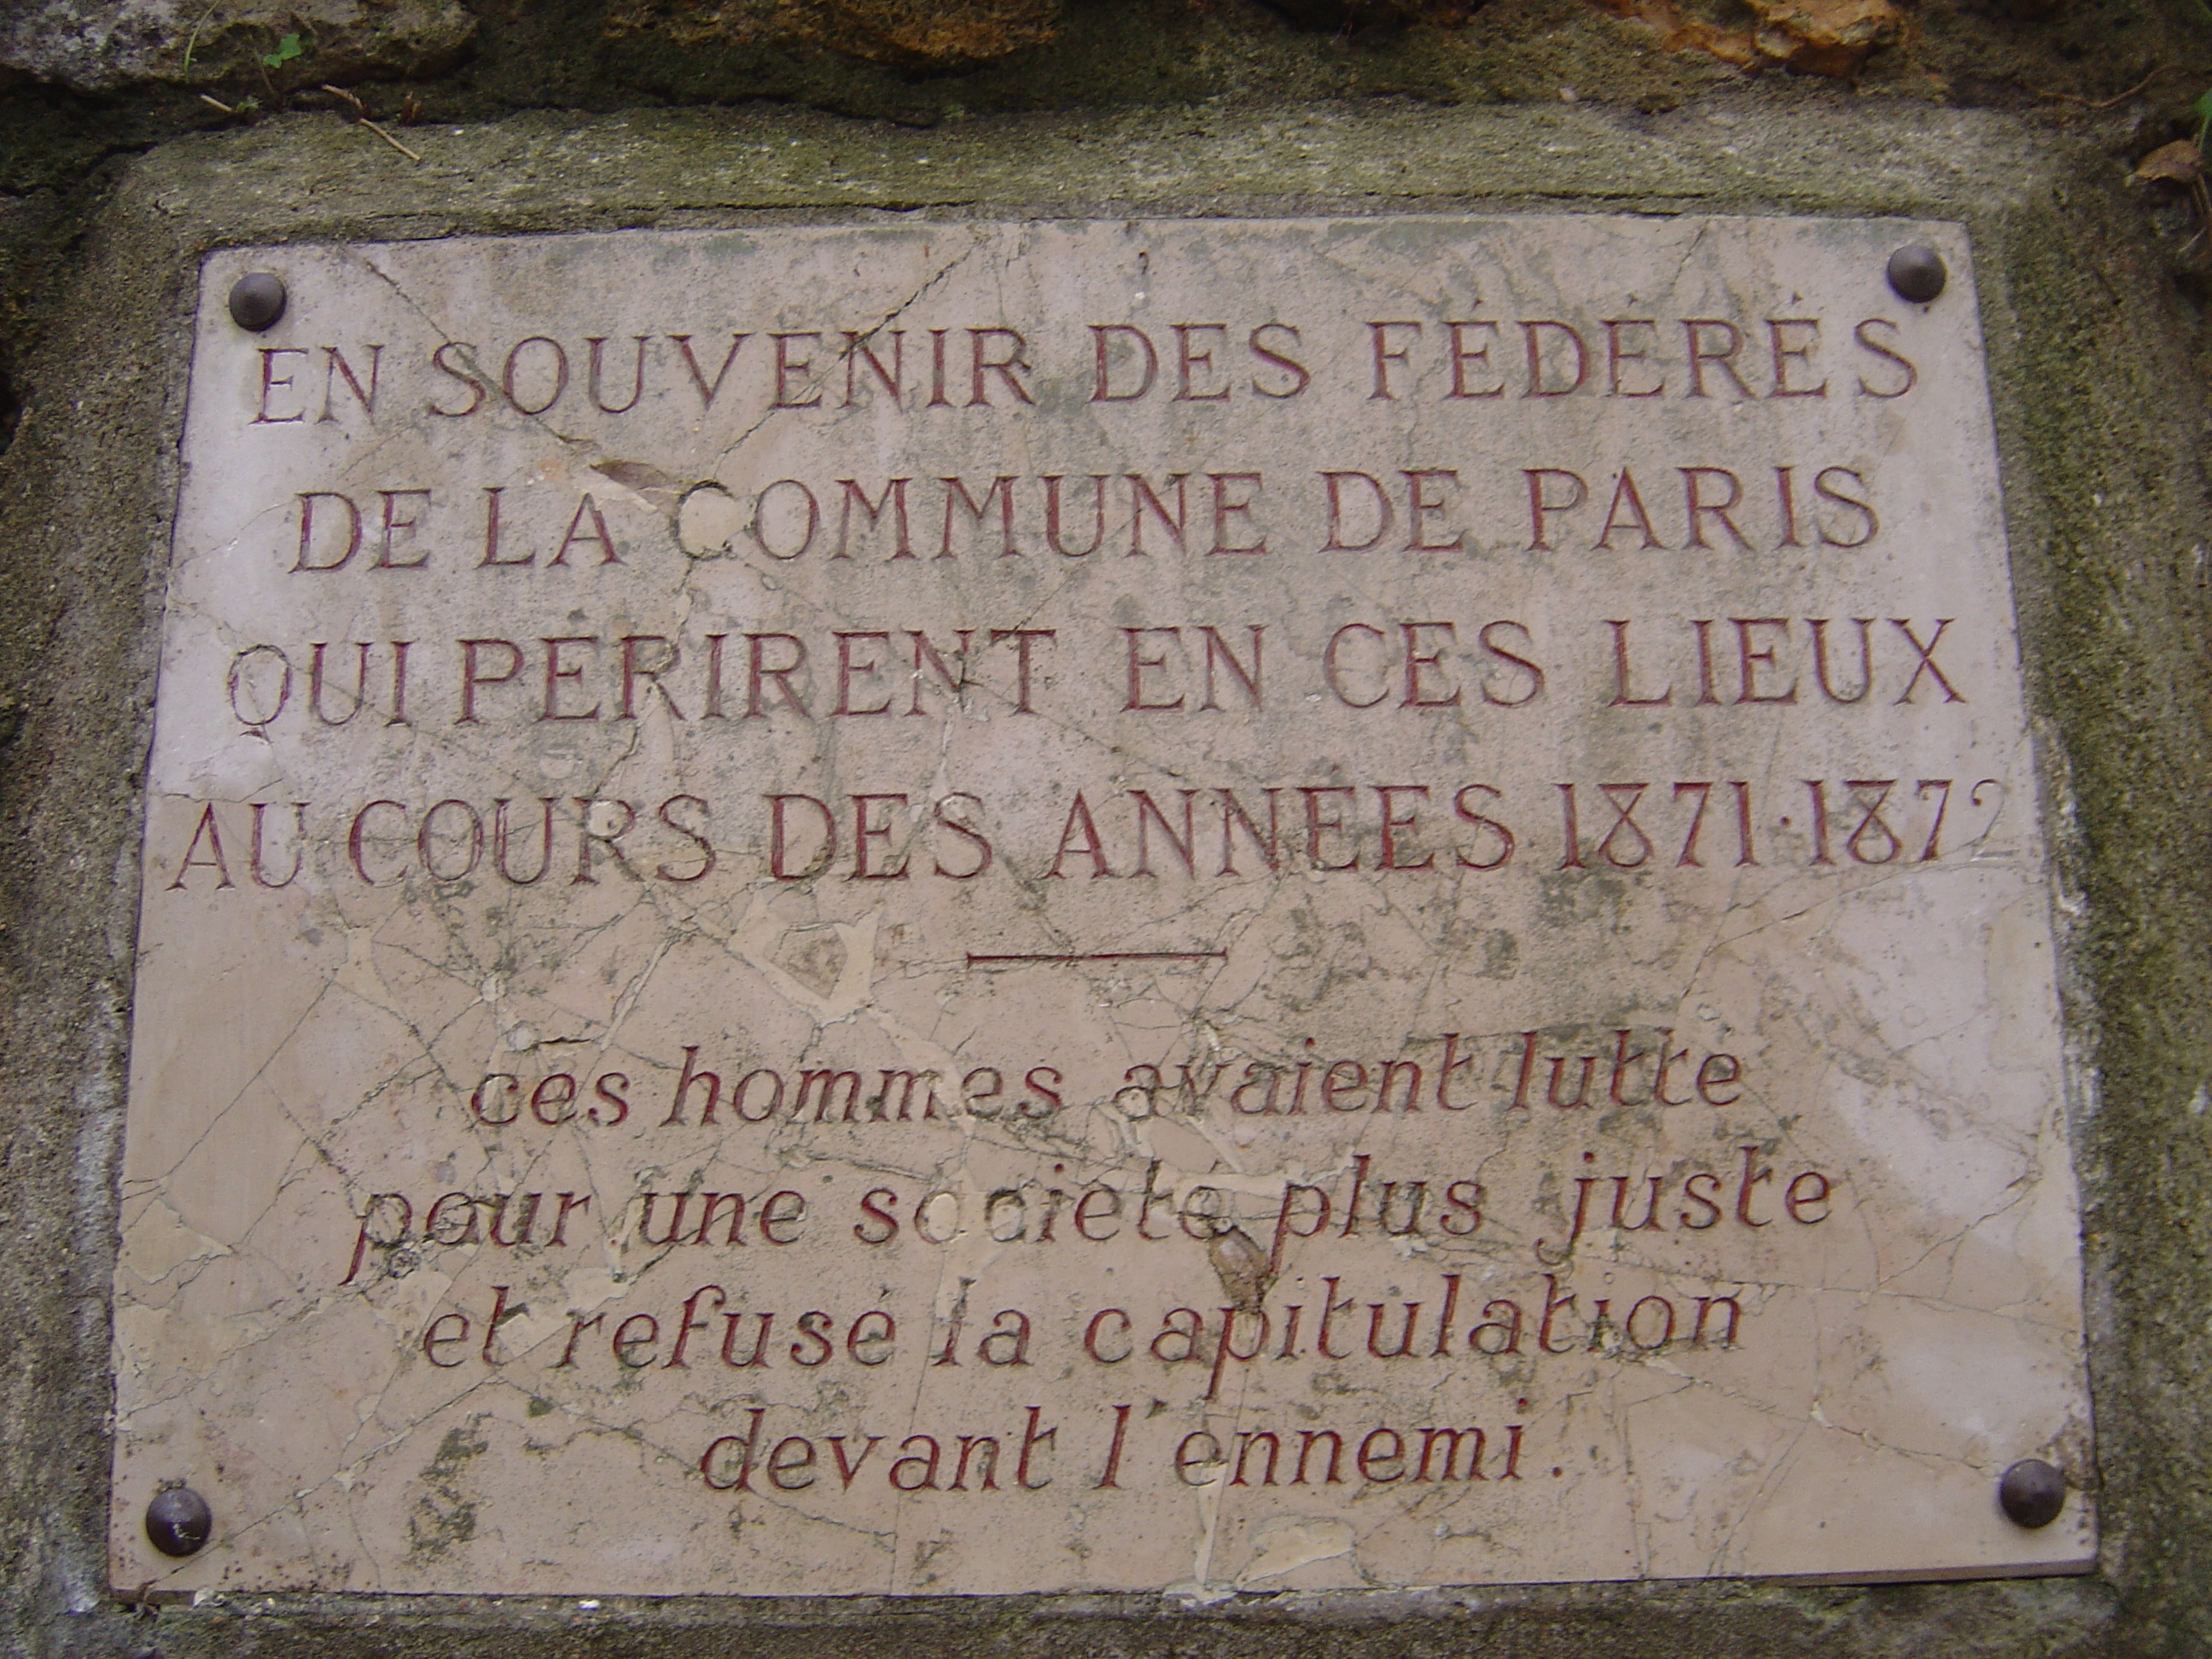 EN SOUVENIR DES FÉDÉRÉS
DE LA COMMUNE DE PARIS
QUI PÉRIRENT EN CES LIEUX
AU COURS DES ANNÉES 1871·1872
ces hommes avaient lutté
pour une société plus juste
et refusé la capitulation
devant l'ennemi.